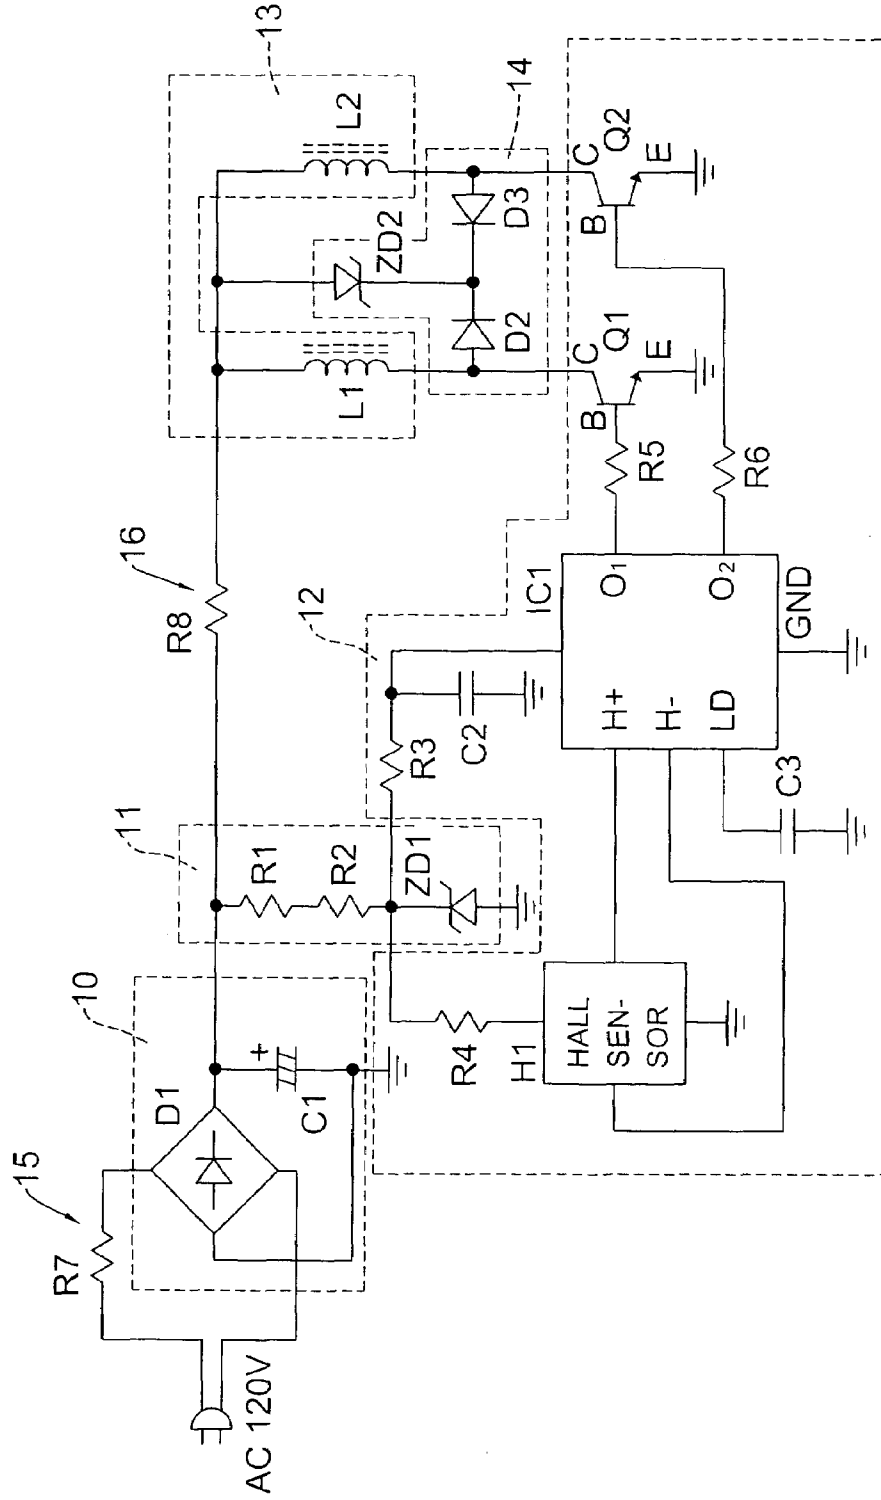 13
L2
14
ZD2
D3
D2
L1
C
Q2
B
E
C
Q1
B
E
R5
R6
16
R8
12
IC1
O1
O2
GND
H+
H-
LD
C2
R3
C3
11
R1
R2
ZD1
10
D1
+
C1
R4
H1
HALL
SEN-
SOR
15
R7
AC 120V